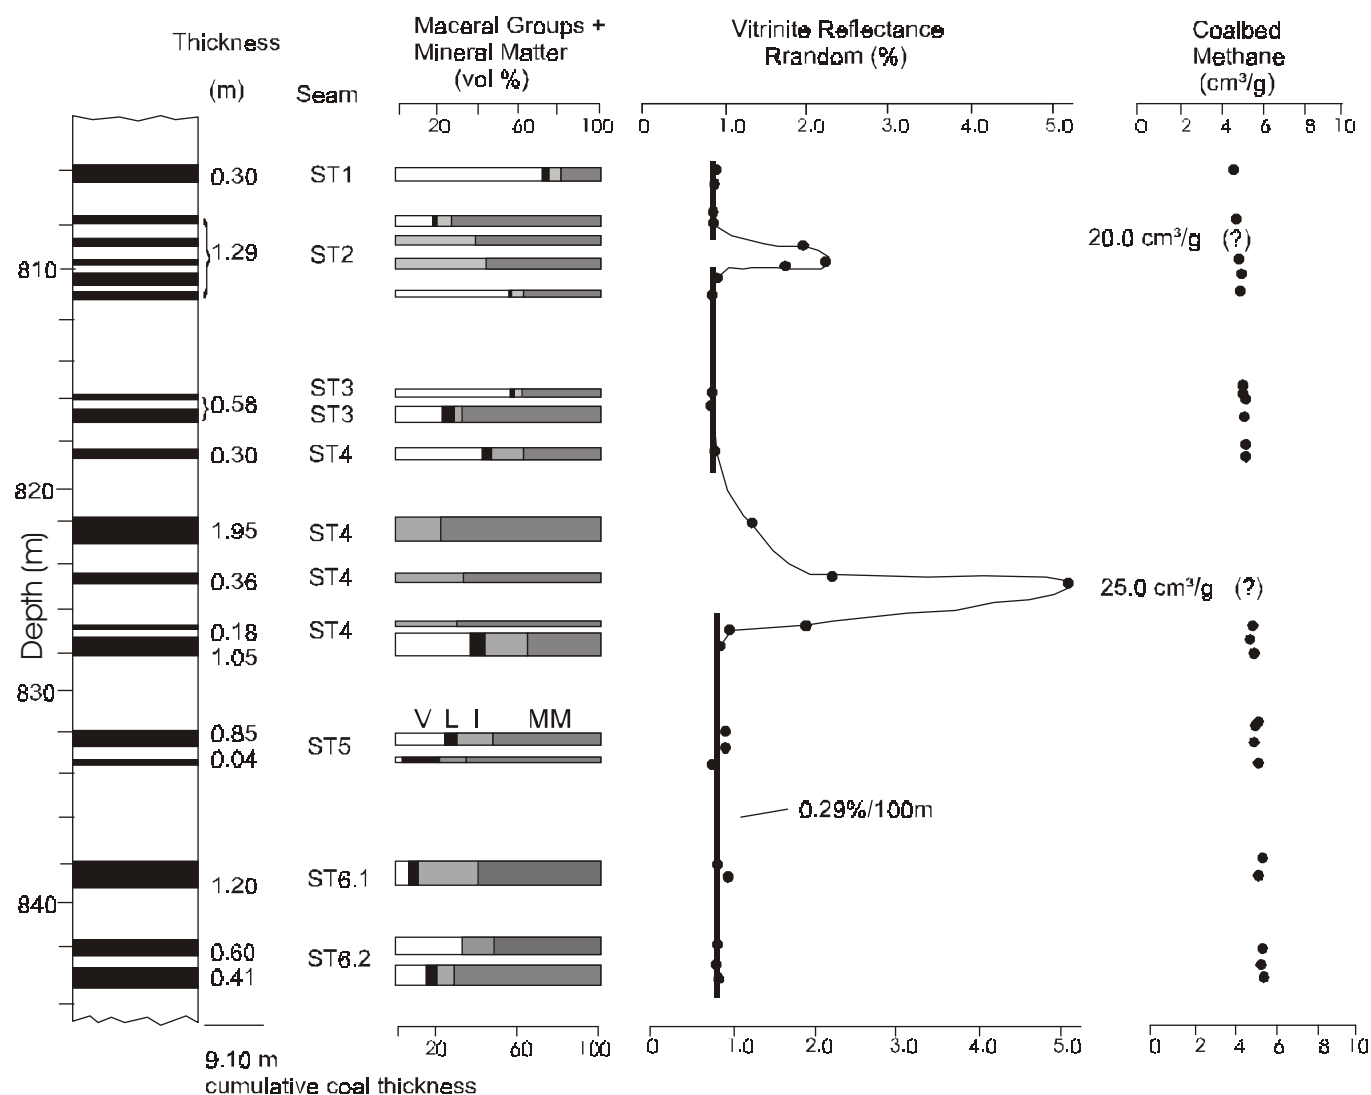 Thickness
(m)
Seam
Maceral Groups +
Mineral Matter
(vol %)
Vitrinite Reflectance
Rrandom (%)
Coalbed
Methane
(cm³/g)
20 60 100
0 1.0 2.0 3.0 4.0 5.0
0 2 4 6 8 10
0.30 ST1
1.29 ST2
20.0 cm³/g (?)
810
ST3
0.58
ST3
0.30 ST4
820
1.95 ST4
0.36 ST4
25.0 cm³/g (?)
0.18 ST4
1.05
Depth (m)
830
V L I MM
0.85
ST5
0.04
0.29%/100m
1.20 ST6.1
840
0.60
ST6.2
0.41
20 60 100
0 1.0 2.0 3.0 4.0 5.0
0 2 4 6 8 10
9.10 m
cumulative coal thickness